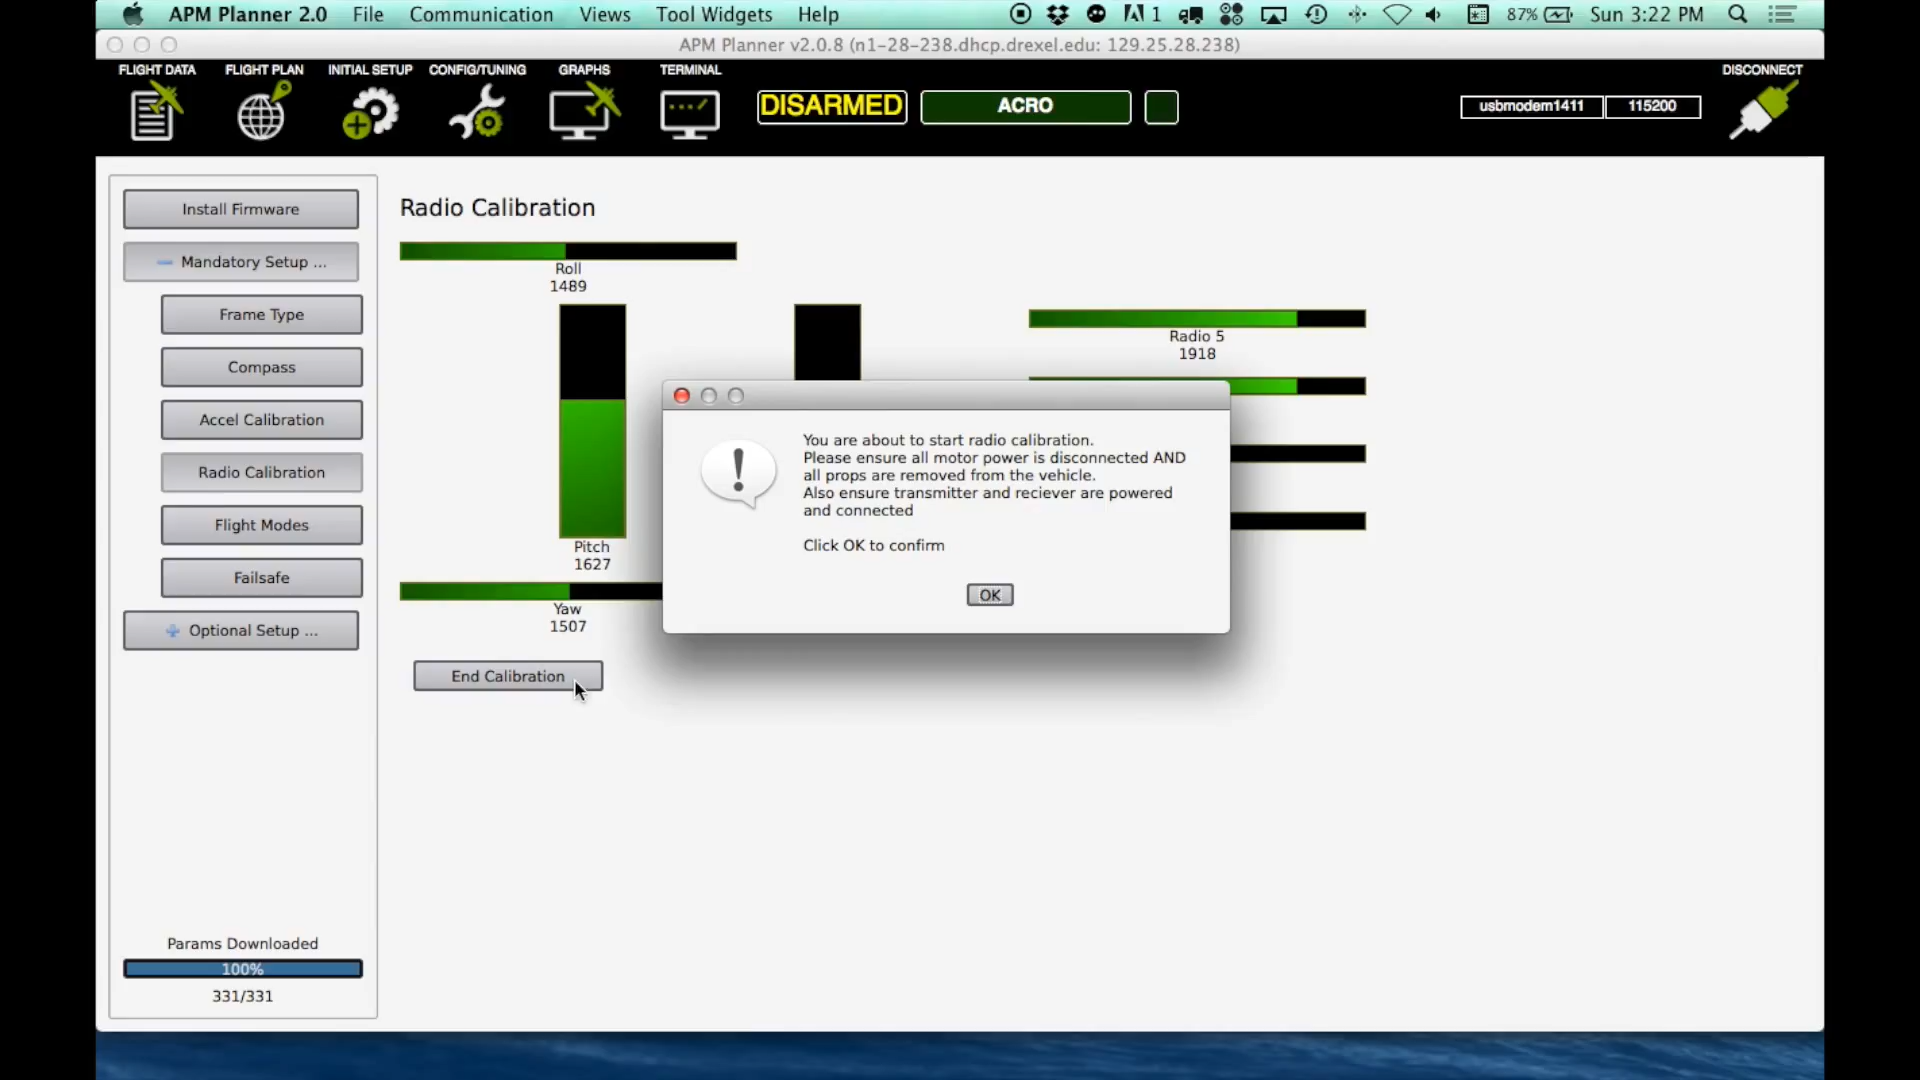 APM Planner 2.0 File Communication Views Tool Widgets Help 1 87% Sun 3:22 PM
APM Planner v2.0.8 (n1-28-238.dhcp.drexel.edu: 129.25.28.238)
FLIGHT DATA FLIGHT PLAN INITIAL SETUP CONFIG/TUNING GRAPHS TERMINAL DISCONNECT
DISARMED ACRO usbmodem1411 115200
Install Firmware
Mandatory Setup ...
Frame Type
Compass
Accel Calibration
Radio Calibration
Flight Modes
Failsafe
Optional Setup ...
Params Downloaded
100%
331/331
Radio Calibration
Roll
1489
Pitch
1627
Yaw
1507
Radio 5
1918
End Calibration
You are about to start radio calibration.
Please ensure all motor power is disconnected AND
all props are removed from the vehicle.
Also ensure transmitter and reciever are powered
and connected
Click OK to confirm
OK